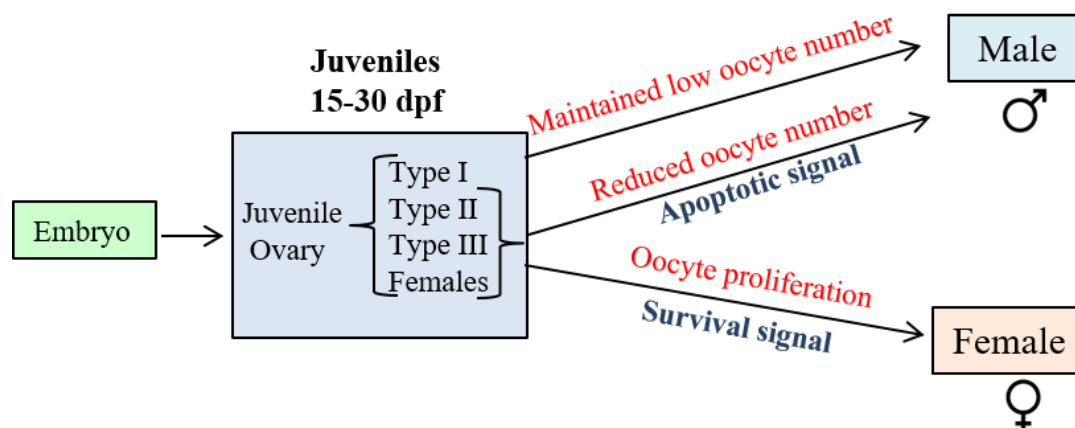 Juveniles
15-30 dpf
Embryo
Juvenile
Ovary
Type I
Type II
Type III
Females
Maintained low oocyte number
Reduced oocyte number
Apoptotic signal
Oocyte proliferation
Survival signal
Male
♂
Female
♀